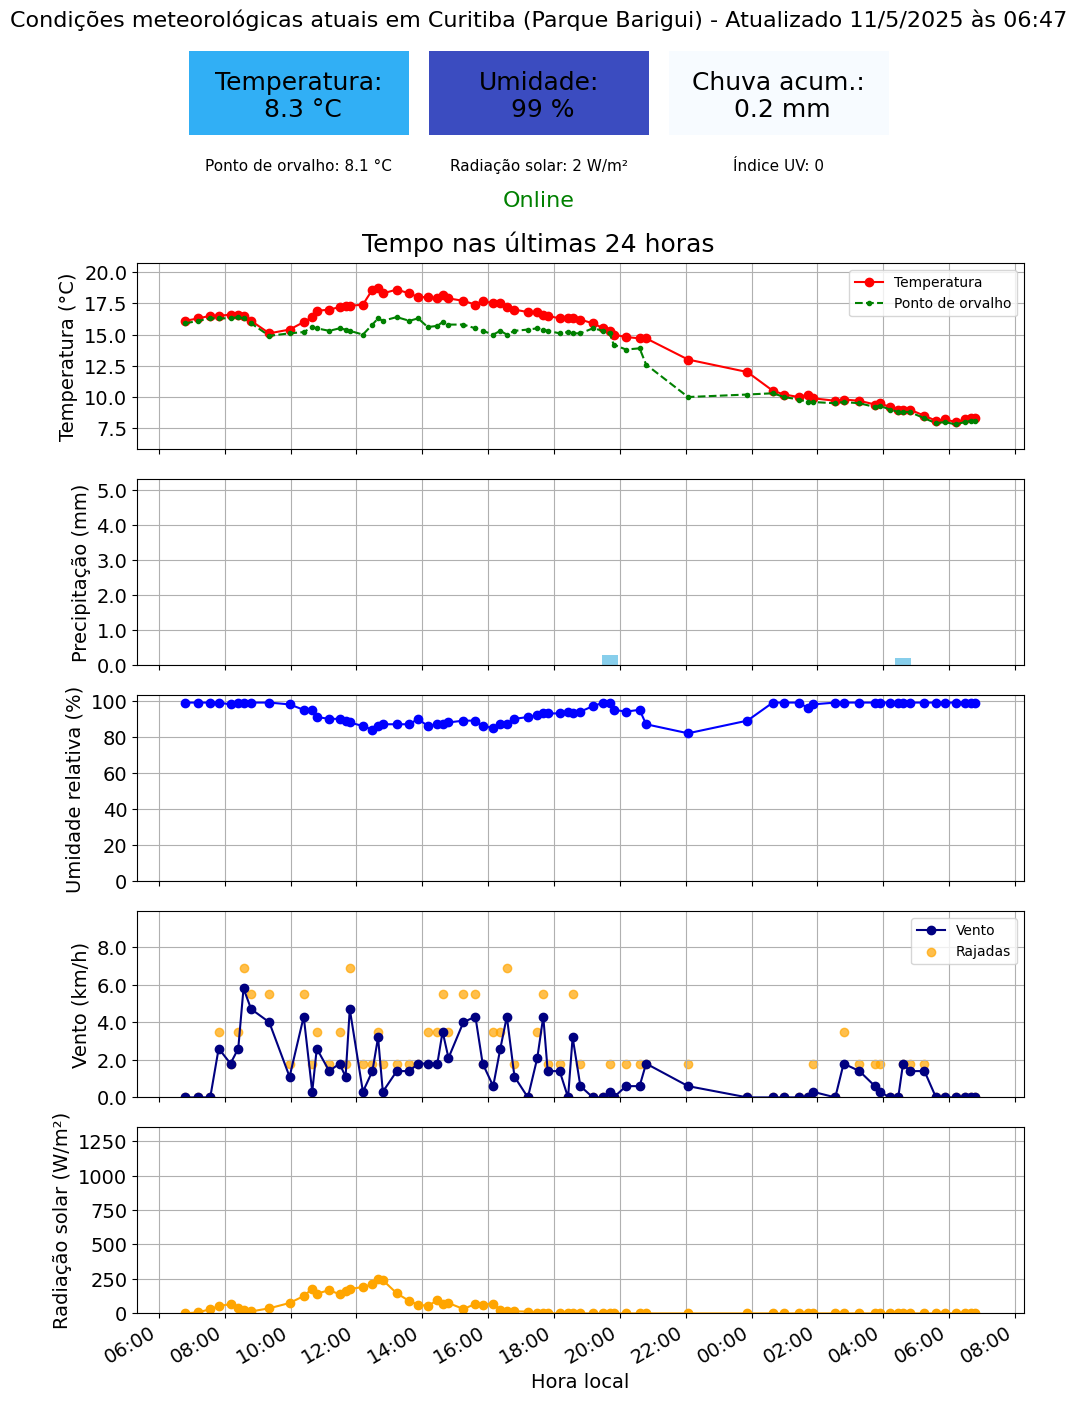 Condições meteorológicas atuais em Curitiba (Parque Barigui) - Atualizado 11/5/2025 às 06:47
Temperatura:
8.3 °C
Umidade:
99 %
Chuva acum.:
0.2 mm
Ponto de orvalho: 8.1 °C
Radiação solar: 2 W/m²
Índice UV: 0
Online
Tempo nas últimas 24 horas
Temperatura (°C)
20.0
17.5
15.0
12.5
10.0
7.5
Temperatura
Ponto de orvalho
Precipitação (mm)
5.0
4.0
3.0
2.0
1.0
0.0
Umidade relativa (%)
100
80
60
40
20
0
Vento (km/h)
8.0
6.0
4.0
2.0
0.0
Vento
Rajadas
Radiação solar (W/m²)
1250
1000
750
500
250
0
06:00
08:00
10:00
12:00
14:00
16:00
18:00
20:00
22:00
00:00
02:00
04:00
06:00
08:00
Hora local